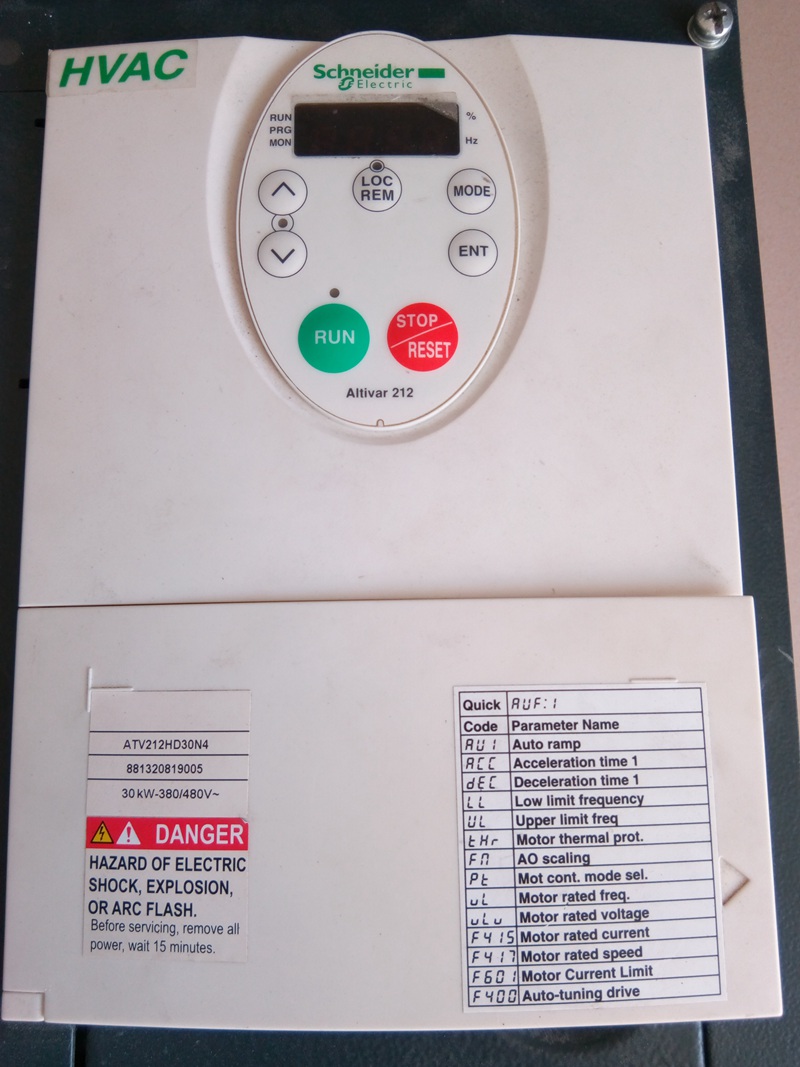 HVAC
Schneider
Electric
RUN
PRG
MON
%
Hz
LOC
REM
MODE
ENT
RUN
STOP
RESET
Altivar 212
ATV212HD30N4
881320819005
30 kW-380/480V~
DANGER
HAZARD OF ELECTRIC
SHOCK, EXPLOSION,
OR ARC FLASH.
Before servicing, remove all
power, wait 15 minutes.
Quick AUF:1
Code Parameter Name
AU1 Auto ramp
ACC Acceleration time 1
dEC Deceleration time 1
LL Low limit frequency
UL Upper limit freq
tHr Motor thermal prot.
FM AO scaling
Pt Mot cont. mode sel.
uL Motor rated freq.
uLu Motor rated voltage
F415 Motor rated current
F417 Motor rated speed
F601 Motor Current Limit
F400 Auto-tuning drive